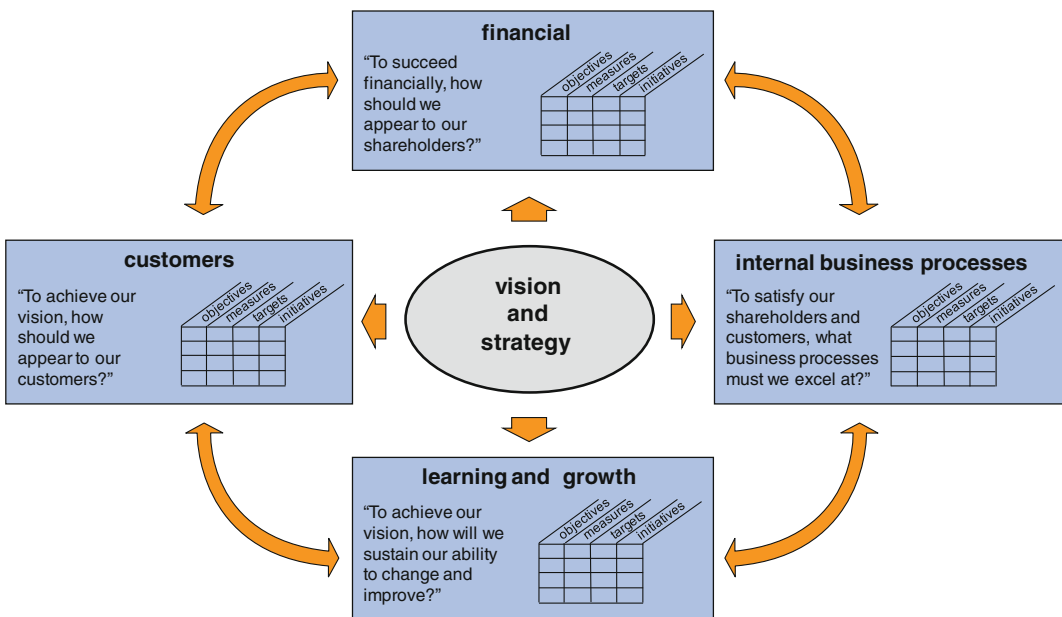 financial
“To succeed
financially, how
should we
appear to our
shareholders?”
objectives
measures
targets
initiatives
customers
“To achieve our
vision, how
should we
appear to our
customers?”
objectives
measures
targets
initiatives
vision
and
strategy
internal business processes
“To satisfy our
shareholders and
customers, what
business processes
must we excel at?”
objectives
measures
targets
initiatives
learning and growth
“To achieve our
vision, how will we
sustain our ability
to change and
improve?”
objectives
measures
targets
initiatives